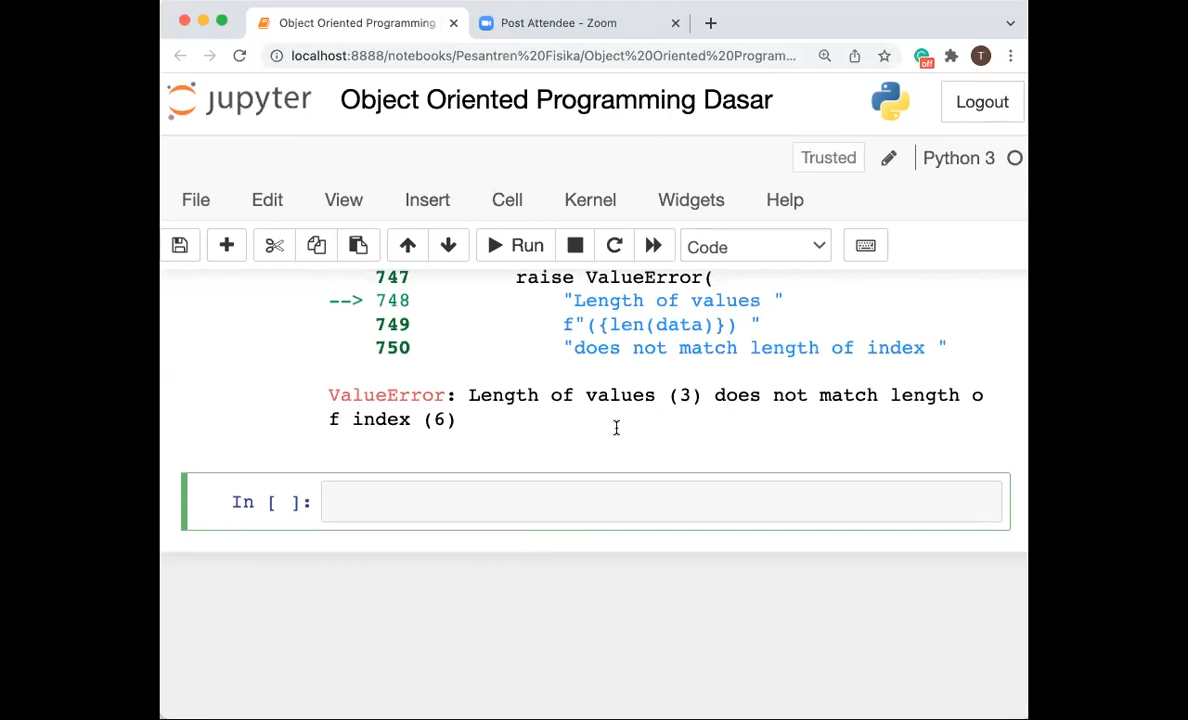 Object Oriented Programming
Post Attendee - Zoom
localhost:8888/notebooks/Pesantren%20Fisika/Object%20Oriented%20Program...
off
T
jupyter Object Oriented Programming Dasar
Logout
Trusted
Python 3
File Edit View Insert Cell Kernel Widgets Help
Run
Code
747 raise ValueError(
--> 748 "Length of values "
749 f"({len(data)}) "
750 "does not match length of index "
ValueError: Length of values (3) does not match length o
f index (6)
In [ ]: